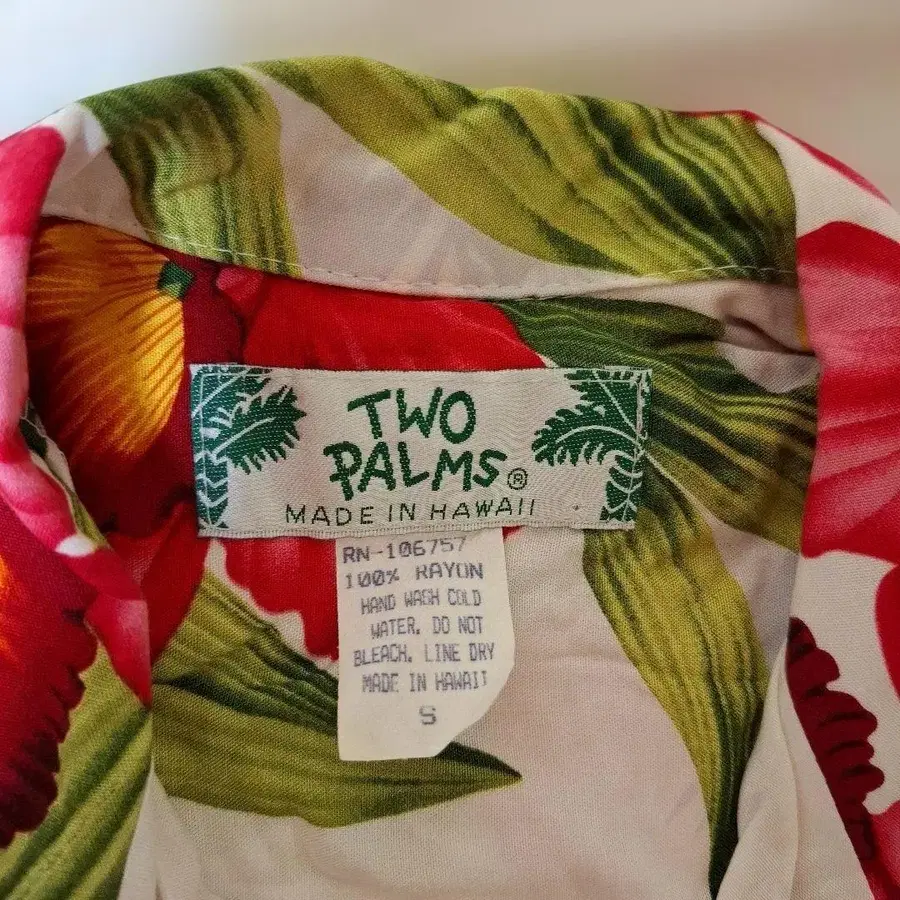 TWO
PALMS®
MADE IN HAWAII
RN-106757
100% RAYON
HAND WASH COLD
WATER. DO NOT
BLEACH. LINE DRY
MADE IN HAWAII
S